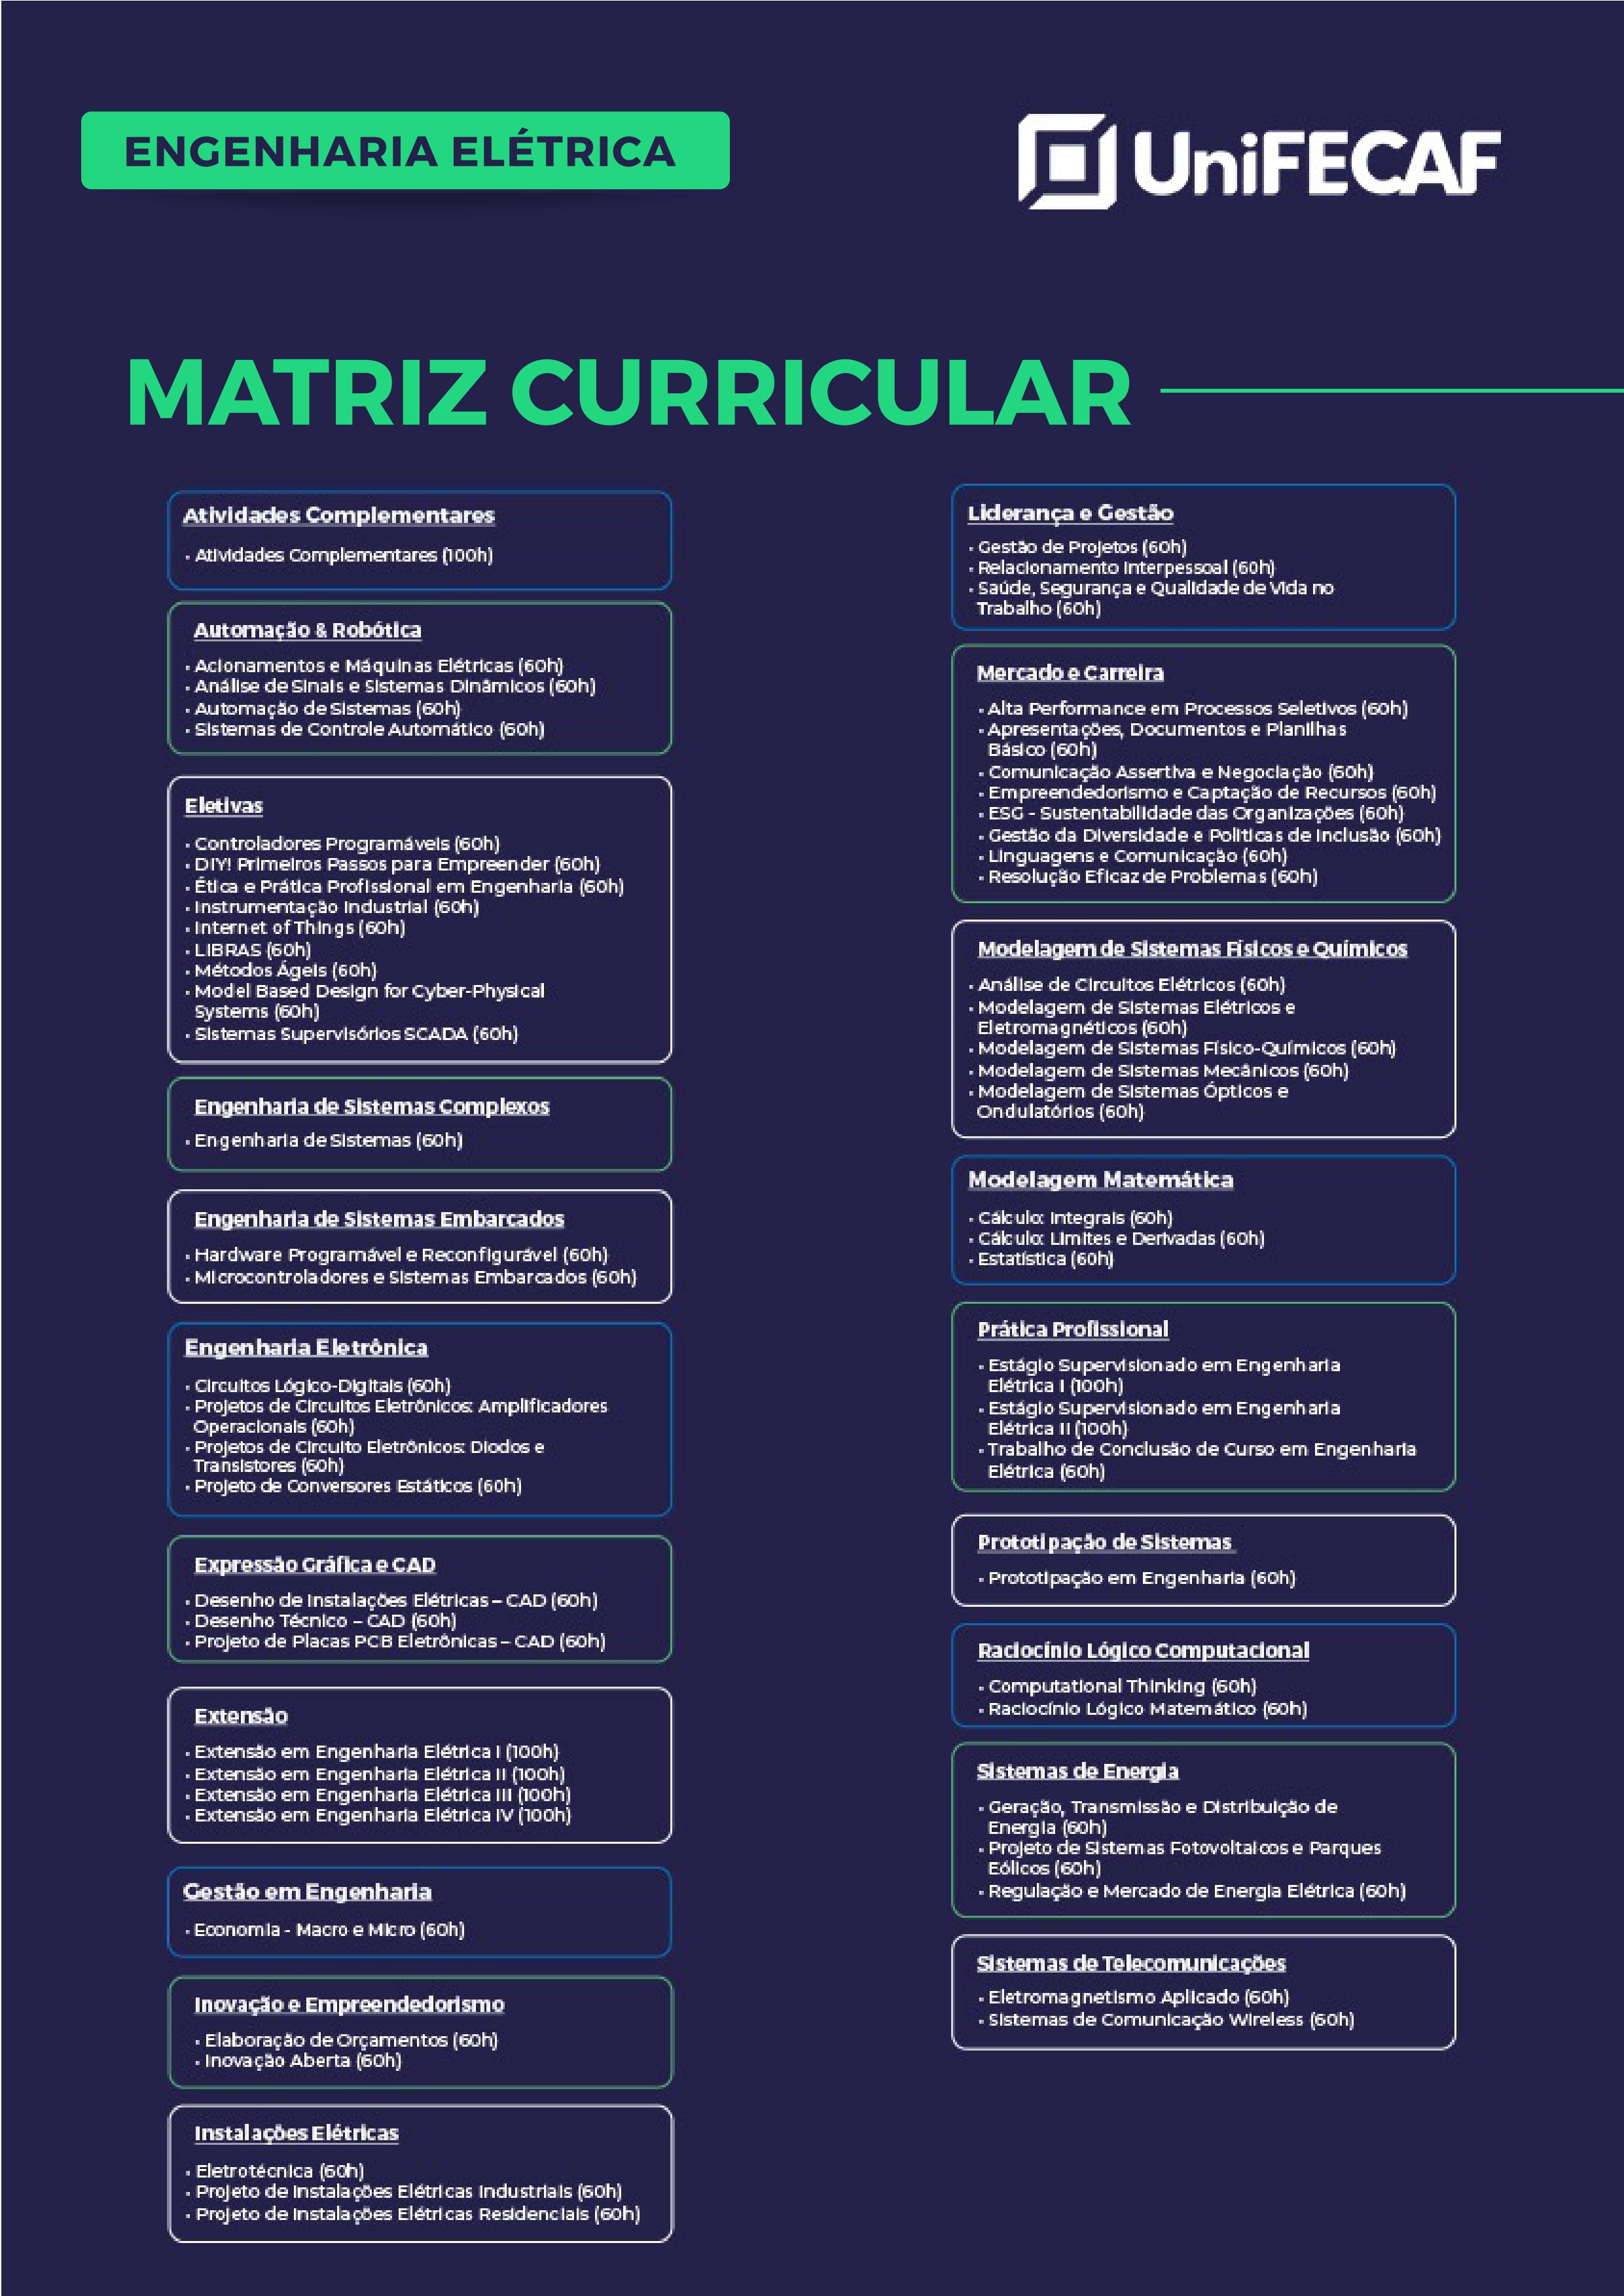 ENGENHARIA ELÉTRICA
UniFECAF
MATRIZ CURRICULAR
Atividades Complementares
• Atividades Complementares (100h)
Automação & Robótica
• Acionamentos e Máquinas Elétricas (60h)
• Análise de Sinais e Sistemas Dinâmicos (60h)
• Automação de Sistemas (60h)
• Sistemas de Controle Automático (60h)
Eletivas
• Controladores Programáveis (60h)
• DIY! Primeiros Passos para Empreender (60h)
• Ética e Prática Profissional em Engenharia (60h)
• Instrumentação Industrial (60h)
• Internet of Things (60h)
• LIBRAS (60h)
• Métodos Ágeis (60h)
• Model Based Design for Cyber-Physical
Systems (60h)
• Sistemas Supervisórios SCADA (60h)
Engenharia de Sistemas Complexos
• Engenharia de Sistemas (60h)
Engenharia de Sistemas Embarcados
• Hardware Programável e Reconfigurável (60h)
• Microcontroladores e Sistemas Embarcados (60h)
Engenharia Eletrônica
• Circuitos Lógico-Digitais (60h)
• Projetos de Circuitos Eletrônicos: Amplificadores
Operacionais (60h)
• Projetos de Circuito Eletrônicos: Diodos e
Transistores (60h)
• Projeto de Conversores Estáticos (60h)
Expressão Gráfica e CAD
• Desenho de Instalações Elétricas – CAD (60h)
• Desenho Técnico – CAD (60h)
• Projeto de Placas PCB Eletrônicas – CAD (60h)
Extensão
• Extensão em Engenharia Elétrica I (100h)
• Extensão em Engenharia Elétrica II (100h)
• Extensão em Engenharia Elétrica III (100h)
• Extensão em Engenharia Elétrica IV (100h)
Gestão em Engenharia
• Economia - Macro e Micro (60h)
Inovação e Empreendedorismo
• Elaboração de Orçamentos (60h)
• Inovação Aberta (60h)
Instalações Elétricas
• Eletrotécnica (60h)
• Projeto de Instalações Elétricas Industriais (60h)
• Projeto de Instalações Elétricas Residenciais (60h)
Liderança e Gestão
• Gestão de Projetos (60h)
• Relacionamento Interpessoal (60h)
• Saúde, Segurança e Qualidade de Vida no
Trabalho (60h)
Mercado e Carreira
• Alta Performance em Processos Seletivos (60h)
• Apresentações, Documentos e Planilhas
Básico (60h)
• Comunicação Assertiva e Negociação (60h)
• Empreendedorismo e Captação de Recursos (60h)
• ESG - Sustentabilidade das Organizações (60h)
• Gestão da Diversidade e Políticas de Inclusão (60h)
• Linguagens e Comunicação (60h)
• Resolução Eficaz de Problemas (60h)
Modelagem de Sistemas Físicos e Químicos
• Análise de Circuitos Elétricos (60h)
• Modelagem de Sistemas Elétricos e
Eletromagnéticos (60h)
• Modelagem de Sistemas Físico-Químicos (60h)
• Modelagem de Sistemas Mecânicos (60h)
• Modelagem de Sistemas Ópticos e
Ondulatórios (60h)
Modelagem Matemática
• Cálculo: Integrais (60h)
• Cálculo: Limites e Derivadas (60h)
• Estatística (60h)
Prática Profissional
• Estágio Supervisionado em Engenharia
Elétrica I (100h)
• Estágio Supervisionado em Engenharia
Elétrica II (100h)
• Trabalho de Conclusão de Curso em Engenharia
Elétrica (60h)
Prototipação de Sistemas
• Prototipação em Engenharia (60h)
Raciocínio Lógico Computacional
• Computational Thinking (60h)
• Raciocínio Lógico Matemático (60h)
Sistemas de Energia
• Geração, Transmissão e Distribuição de
Energia (60h)
• Projeto de Sistemas Fotovoltaicos e Parques
Eólicos (60h)
• Regulação e Mercado de Energia Elétrica (60h)
Sistemas de Telecomunicações
• Eletromagnetismo Aplicado (60h)
• Sistemas de Comunicação Wireless (60h)